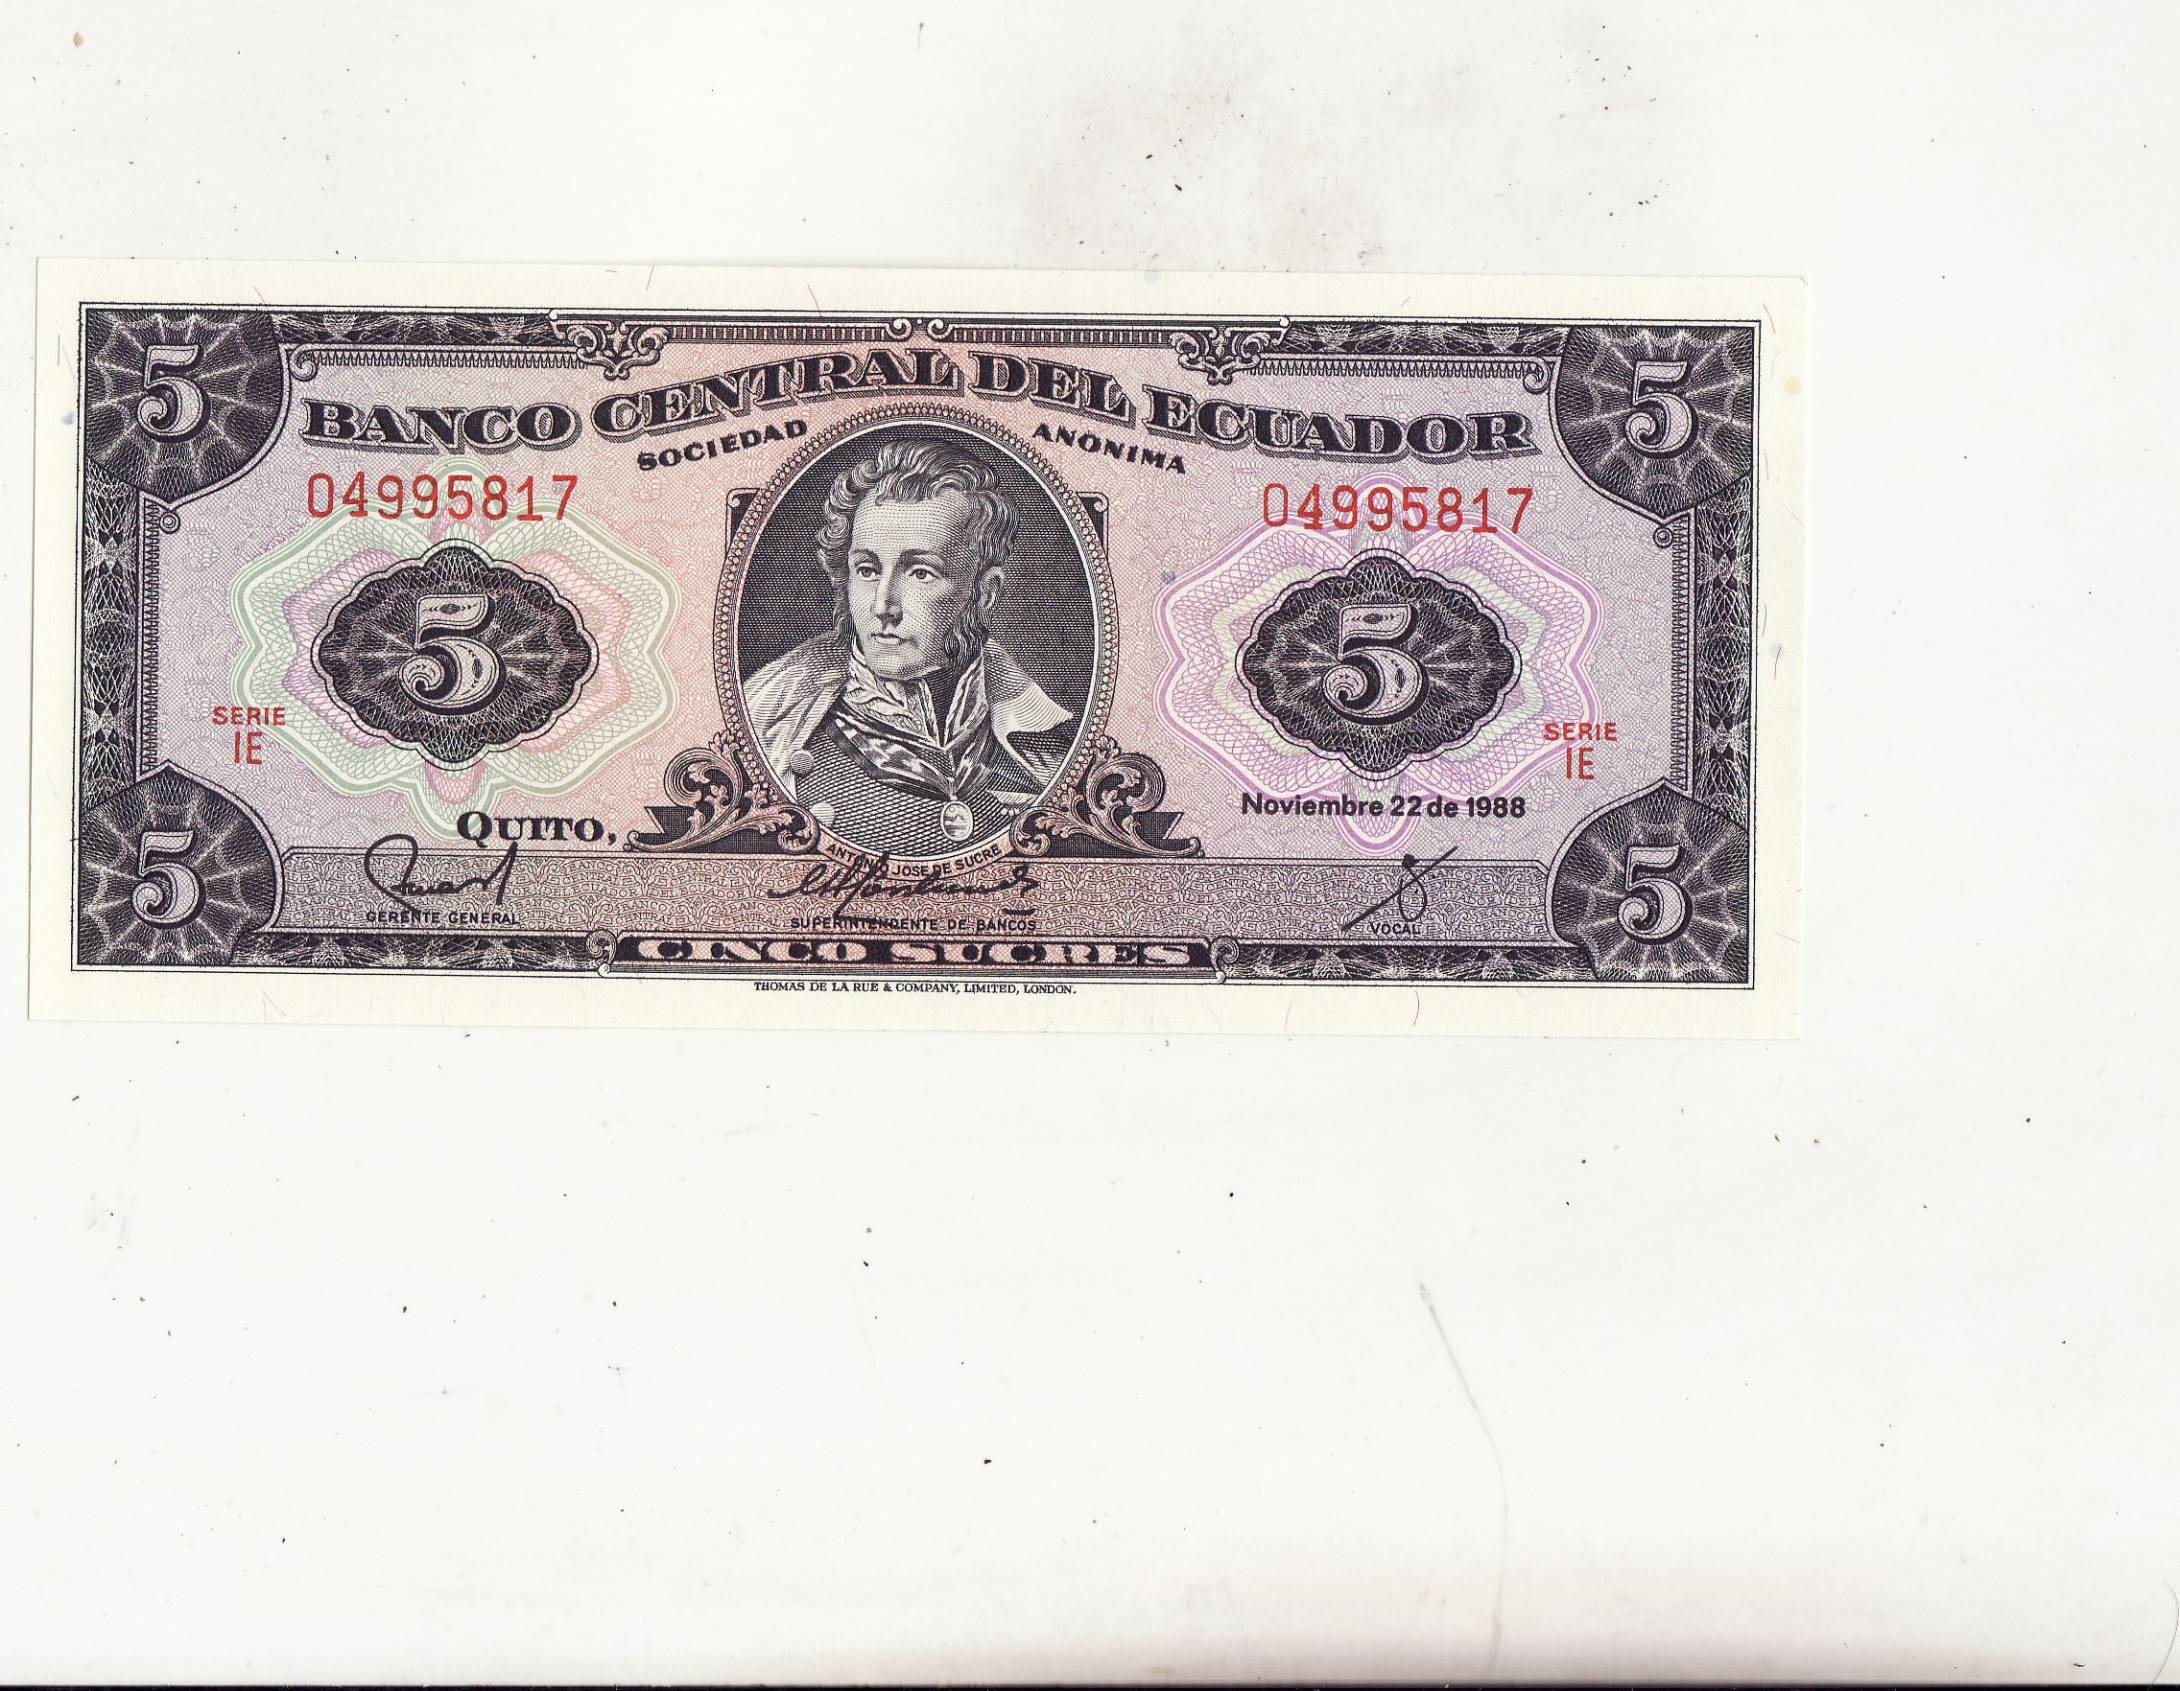 5 5
BANCO CENTRAL DEL ECUADOR
SOCIEDAD ANONIMA
04995817 04995817
5 5
SERIE SERIE
IE IE
QUITO, Noviembre 22 de 1988
ANTONIO JOSE DE SUCRE
GERENTE GENERAL SUPERINTENDENTE DE BANCOS VOCAL
5 5
CINCO SUCRES
THOMAS DE LA RUE & COMPANY, LIMITED, LONDON.